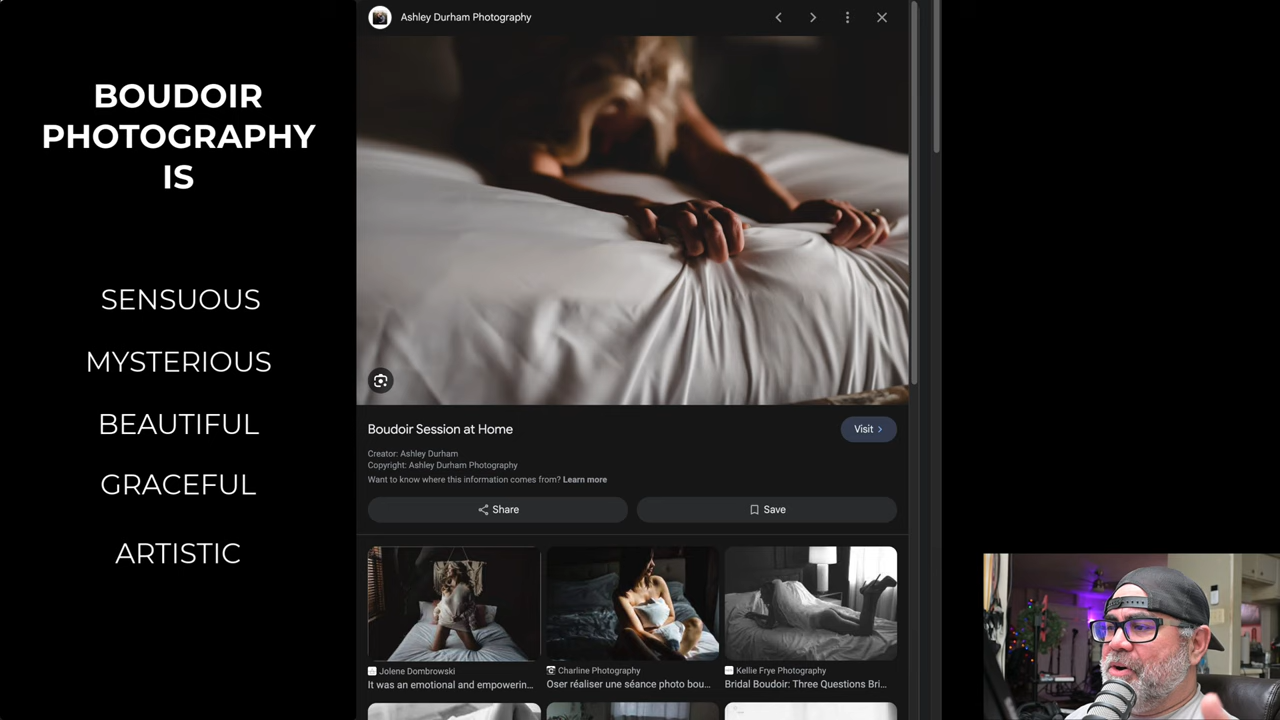 BOUDOIR
PHOTOGRAPHY
IS
SENSUOUS
MYSTERIOUS
BEAUTIFUL
GRACEFUL
ARTISTIC
Ashley Durham Photography
Boudoir Session at Home
Visit
Creator: Ashley Durham
Copyright: Ashley Durham Photography
Want to know where this information comes from? Learn more
Share
Save
Jolene Dombrowski
It was an emotional and empowerin...
Charline Photography
Oser réaliser une séance photo bou...
Kellie Frye Photography
Bridal Boudoir: Three Questions Bri...